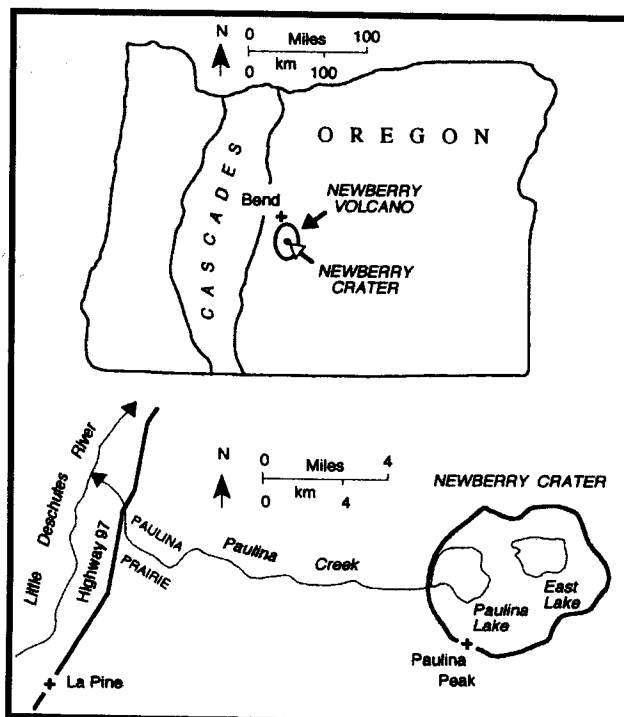 N
Miles
0 100
km
0 100
OREGON
CASCADES
Bend
NEWBERRY
VOLCANO
NEWBERRY
CRATER
Little Deschutes River
Highway 97
N
0 Miles 4
km
0 4
NEWBERRY CRATER
PAULINA
PRAIRIE
Paulina Creek
East
Lake
Paulina
Lake
Paulina
Peak
La Pine